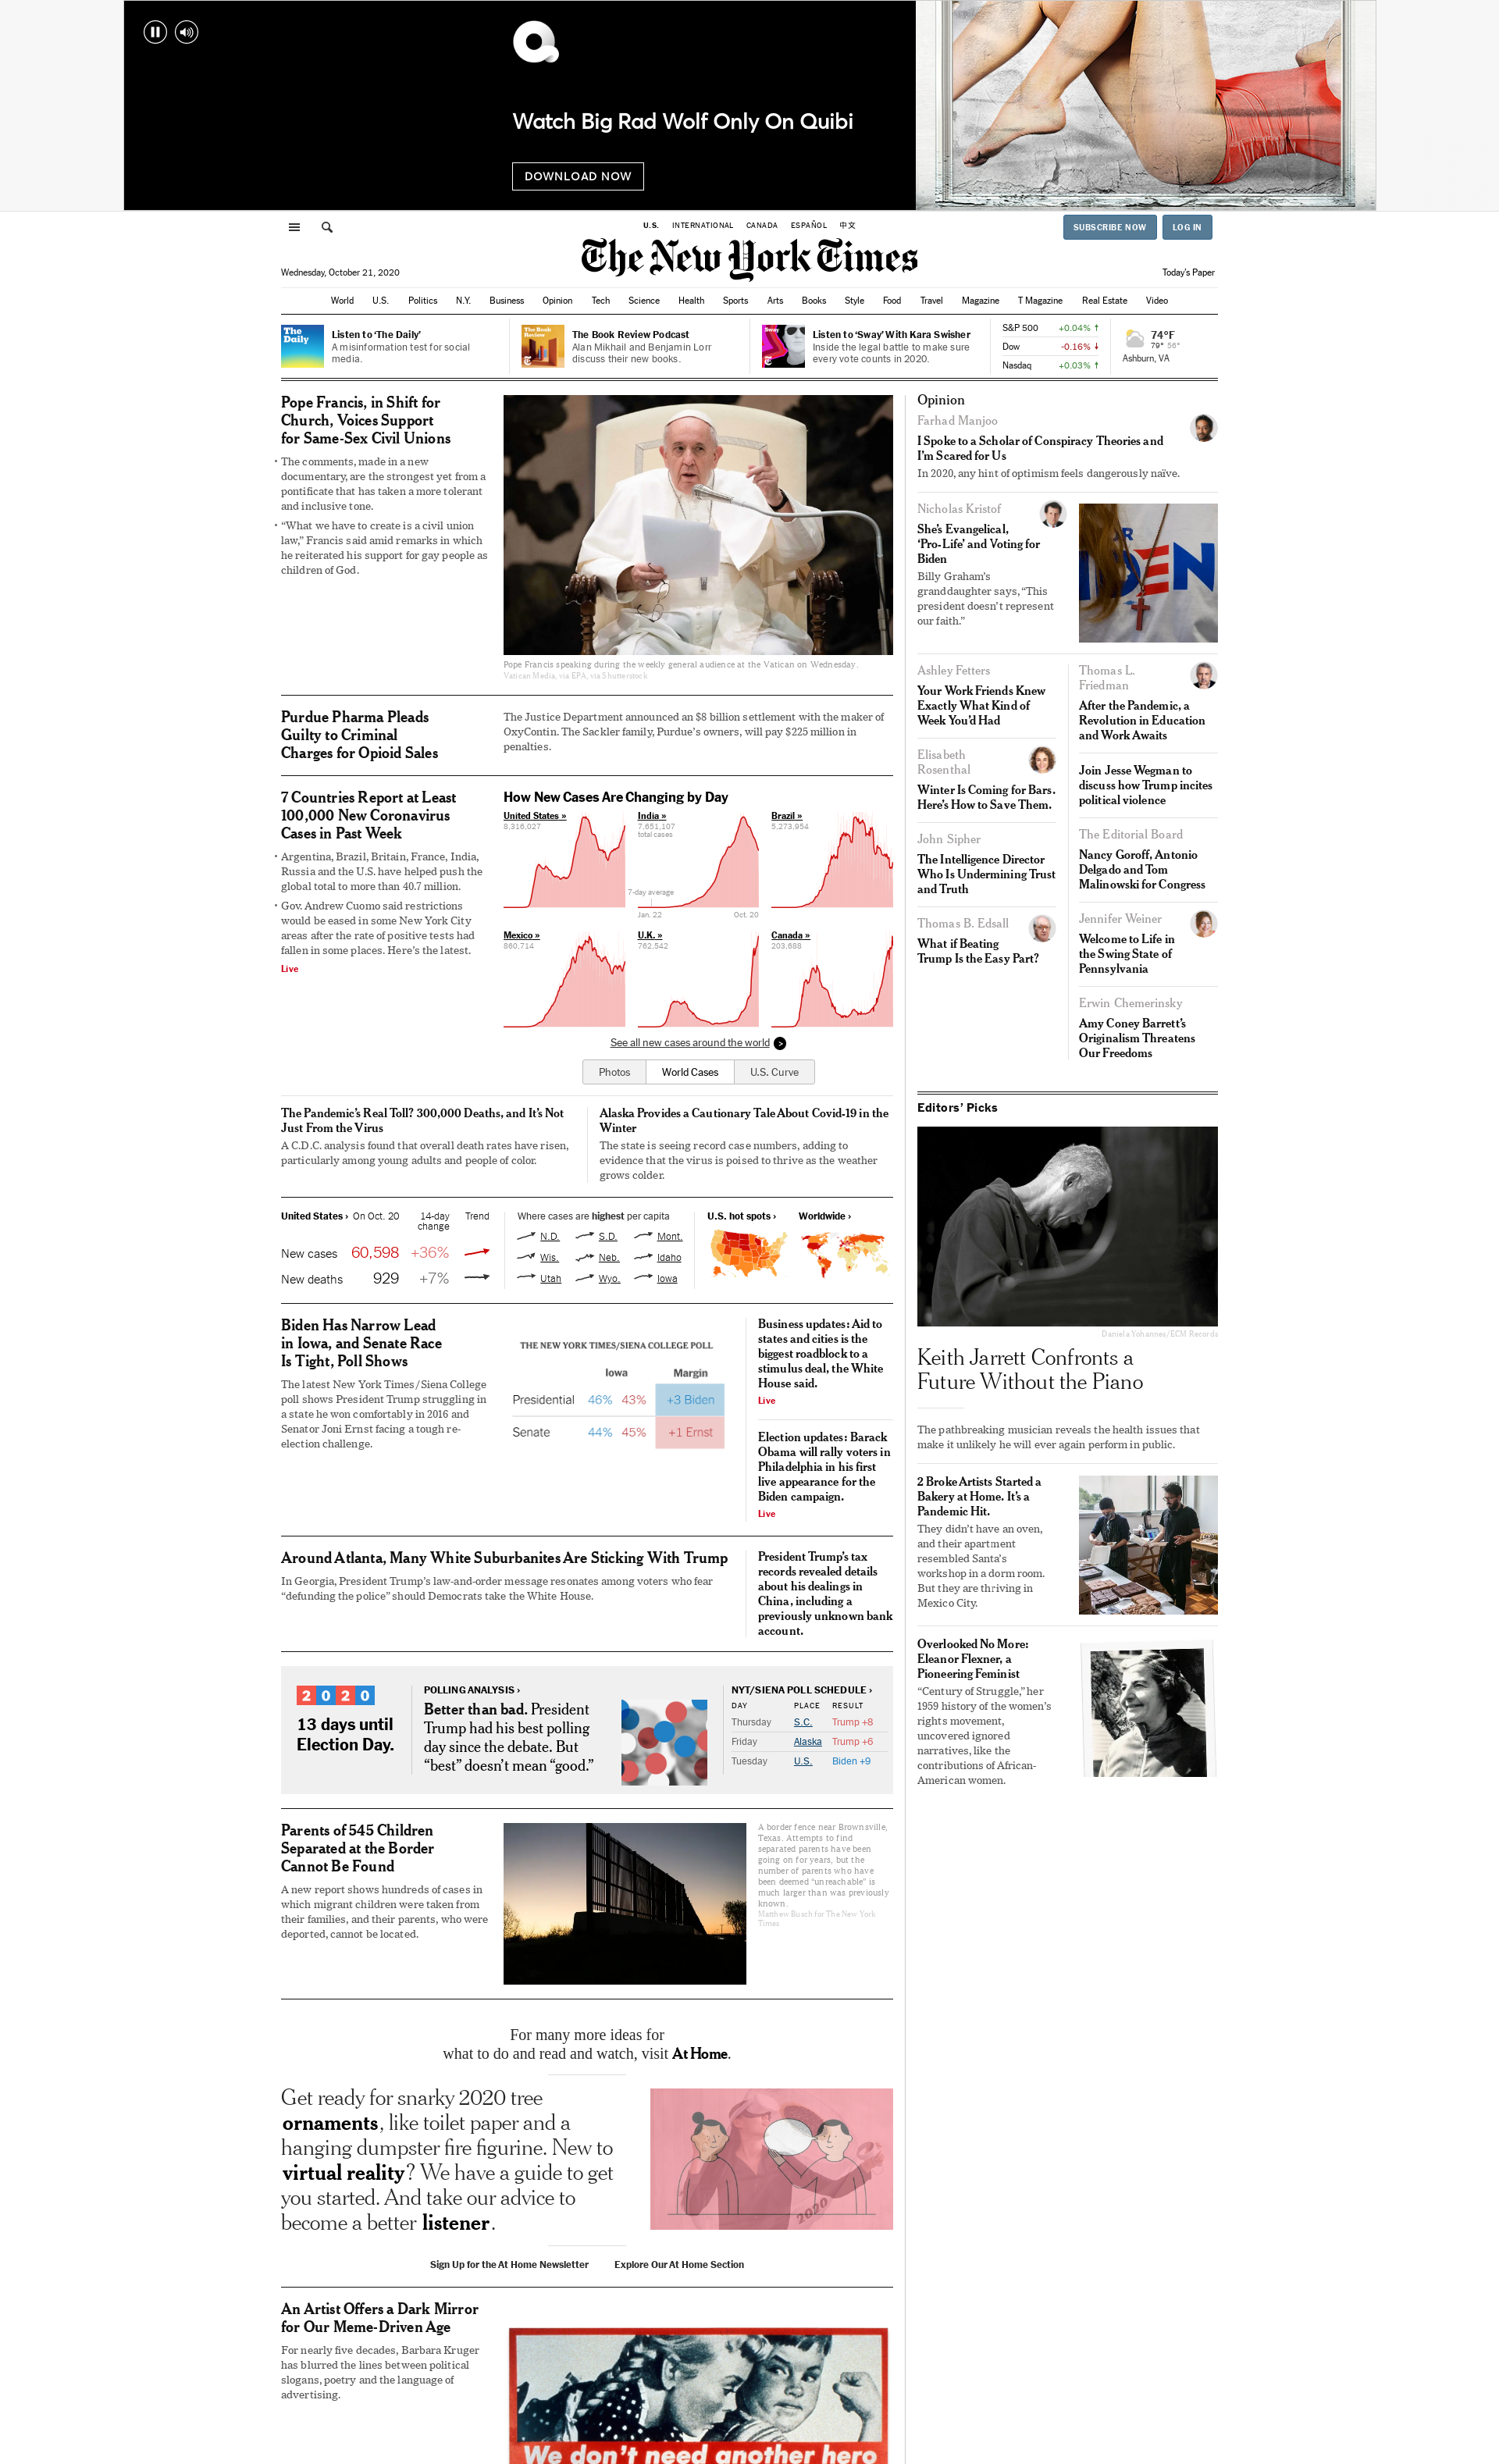 Watch Big Rad Wolf Only On Quibi
DOWNLOAD NOW
U.S. INTERNATIONAL CANADA ESPAÑOL 中文
SUBSCRIBE NOW LOG IN
The New York Times
Wednesday, October 21, 2020
Today's Paper
World U.S. Politics N.Y. Business Opinion Tech Science Health Sports Arts Books Style Food Travel Magazine T Magazine Real Estate Video
The
Daily
Listen to 'The Daily'
A misinformation test for social
media.
The Book
Review
The Book Review Podcast
Alan Mikhail and Benjamin Lorr
discuss their new books.
Sway
Listen to 'Sway' With Kara Swisher
Inside the legal battle to make sure
every vote counts in 2020.
S&P 500 +0.04% ↑
Dow -0.16% ↓
Nasdaq +0.03% ↑
74°F
79° 56°
Ashburn, VA
Pope Francis, in Shift for
Church, Voices Support
for Same-Sex Civil Unions
• The comments, made in a new
documentary, are the strongest yet from a
pontificate that has taken a more tolerant
and inclusive tone.
• “What we have to create is a civil union
law,” Francis said amid remarks in which
he reiterated his support for gay people as
children of God.
Pope Francis speaking during the weekly general audience at the Vatican on Wednesday.
Vatican Media, via EPA, via Shutterstock
Purdue Pharma Pleads
Guilty to Criminal
Charges for Opioid Sales
The Justice Department announced an $8 billion settlement with the maker of
OxyContin. The Sackler family, Purdue’s owners, will pay $225 million in
penalties.
7 Countries Report at Least
100,000 New Coronavirus
Cases in Past Week
• Argentina, Brazil, Britain, France, India,
Russia and the U.S. have helped push the
global total to more than 40.7 million.
• Gov. Andrew Cuomo said restrictions
would be eased in some New York City
areas after the rate of positive tests had
fallen in some places. Here’s the latest.
Live
How New Cases Are Changing by Day
United States »
8,316,027
India »
7,651,107
total cases
Brazil »
5,273,954
7-day average
Jan. 22 Oct. 20
Mexico »
860,714
U.K. »
762,542
Canada »
203,688
See all new cases around the world >
Photos World Cases U.S. Curve
The Pandemic’s Real Toll? 300,000 Deaths, and It’s Not
Just From the Virus
A C.D.C. analysis found that overall death rates have risen,
particularly among young adults and people of color.
Alaska Provides a Cautionary Tale About Covid-19 in the
Winter
The state is seeing record case numbers, adding to
evidence that the virus is poised to thrive as the weather
grows colder.
United States › On Oct. 20 14-day Trend
change
New cases 60,598 +36%
New deaths 929 +7%
Where cases are highest per capita
N.D. S.D. Mont.
Wis. Neb. Idaho
Utah Wyo. Iowa
U.S. hot spots › Worldwide ›
Biden Has Narrow Lead
in Iowa, and Senate Race
Is Tight, Poll Shows
The latest New York Times/Siena College
poll shows President Trump struggling in
a state he won comfortably in 2016 and
Senator Joni Ernst facing a tough re-
election challenge.
THE NEW YORK TIMES/SIENA COLLEGE POLL
Iowa Margin
Presidential 46% 43% +3 Biden
Senate 44% 45% +1 Ernst
Business updates: Aid to
states and cities is the
biggest roadblock to a
stimulus deal, the White
House said.
Live
Election updates: Barack
Obama will rally voters in
Philadelphia in his first
live appearance for the
Biden campaign.
Live
Around Atlanta, Many White Suburbanites Are Sticking With Trump
In Georgia, President Trump’s law-and-order message resonates among voters who fear
“defunding the police” should Democrats take the White House.
President Trump’s tax
records revealed details
about his dealings in
China, including a
previously unknown bank
account.
2020
13 days until
Election Day.
POLLING ANALYSIS ›
Better than bad. President
Trump had his best polling
day since the debate. But
“best” doesn’t mean “good.”
NYT/SIENA POLL SCHEDULE ›
DAY PLACE RESULT
Thursday S.C. Trump +8
Friday Alaska Trump +6
Tuesday U.S. Biden +9
Parents of 545 Children
Separated at the Border
Cannot Be Found
A new report shows hundreds of cases in
which migrant children were taken from
their families, and their parents, who were
deported, cannot be located.
A border fence near Brownsville,
Texas. Attempts to find
separated parents have been
going on for years, but the
number of parents who have
been deemed “unreachable” is
much larger than was previously
known.
Matthew Busch for The New York
Times
For many more ideas for
what to do and read and watch, visit At Home.
Get ready for snarky 2020 tree
ornaments, like toilet paper and a
hanging dumpster fire figurine. New to
virtual reality? We have a guide to get
you started. And take our advice to
become a better listener.
2020
Sign Up for the At Home Newsletter Explore Our At Home Section
An Artist Offers a Dark Mirror
for Our Meme-Driven Age
For nearly five decades, Barbara Kruger
has blurred the lines between political
slogans, poetry and the language of
advertising.
We don't need another hero
Opinion
Farhad Manjoo
I Spoke to a Scholar of Conspiracy Theories and
I’m Scared for Us
In 2020, any hint of optimism feels dangerously naïve.
Nicholas Kristof
She’s Evangelical,
‘Pro-Life’ and Voting for
Biden
Billy Graham’s
granddaughter says, “This
president doesn’t represent
our faith.”
Ashley Fetters
Your Work Friends Knew
Exactly What Kind of
Week You’d Had
Elisabeth
Rosenthal
Winter Is Coming for Bars.
Here’s How to Save Them.
John Sipher
The Intelligence Director
Who Is Undermining Trust
and Truth
Thomas B. Edsall
What if Beating
Trump Is the Easy Part?
Thomas L.
Friedman
After the Pandemic, a
Revolution in Education
and Work Awaits
Join Jesse Wegman to
discuss how Trump incites
political violence
The Editorial Board
Nancy Goroff, Antonio
Delgado and Tom
Malinowski for Congress
Jennifer Weiner
Welcome to Life in
the Swing State of
Pennsylvania
Erwin Chemerinsky
Amy Coney Barrett’s
Originalism Threatens
Our Freedoms
Editors’ Picks
Daniela Yohannes/ECM Records
Keith Jarrett Confronts a
Future Without the Piano
The pathbreaking musician reveals the health issues that
make it unlikely he will ever again perform in public.
2 Broke Artists Started a
Bakery at Home. It’s a
Pandemic Hit.
They didn’t have an oven,
and their apartment
resembled Santa’s
workshop in a dorm room.
But they are thriving in
Mexico City.
Overlooked No More:
Eleanor Flexner, a
Pioneering Feminist
“Century of Struggle,” her
1959 history of the women’s
rights movement,
uncovered ignored
narratives, like the
contributions of African-
American women.